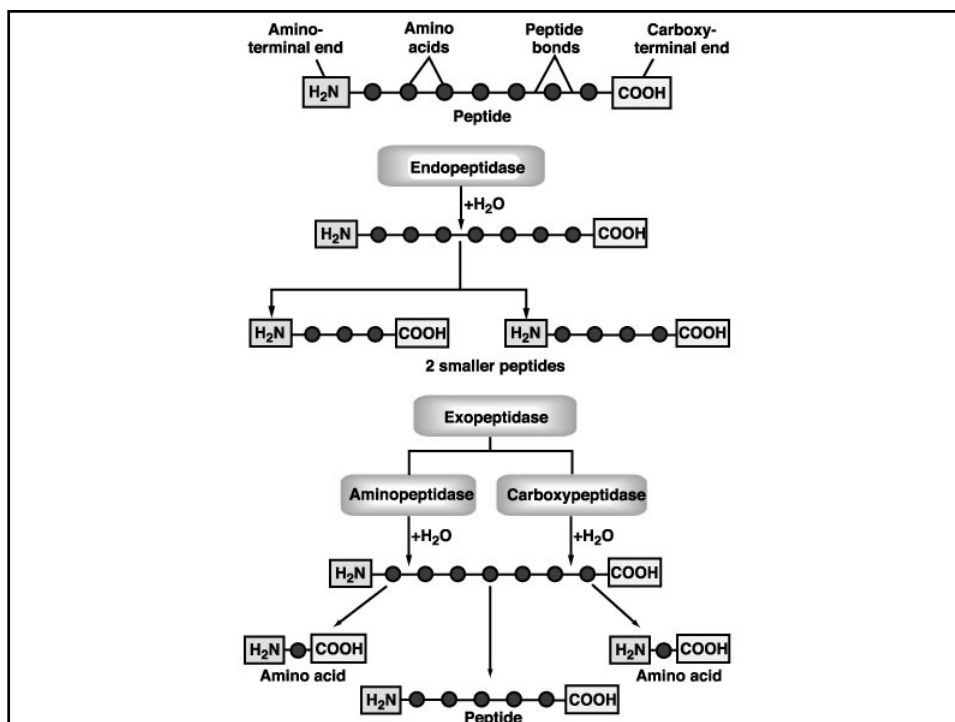 Amino-
terminal end
Amino
acids
Peptide
bonds
Carboxy-
terminal end
H₂N
COOH
Peptide
Endopeptidase
+H₂O
H₂N
COOH
H₂N
COOH
H₂N
COOH
2 smaller peptides
Exopeptidase
Aminopeptidase
Carboxypeptidase
+H₂O
+H₂O
H₂N
COOH
H₂N
COOH
Amino acid
H₂N
COOH
Amino acid
H₂N
COOH
Peptide